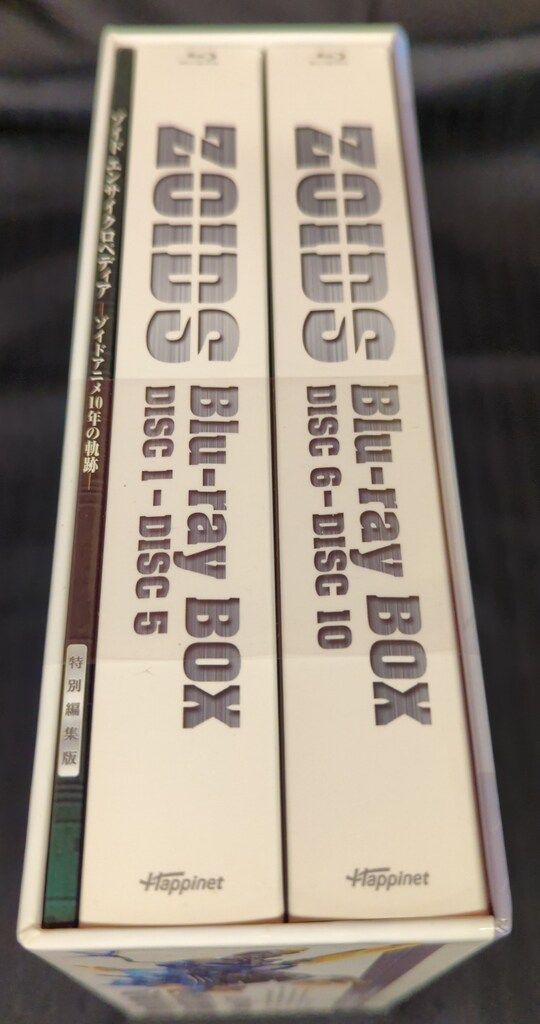 ゾイド エンサイクロペディア ―ゾイドアニメ10年の軌跡―
特別編集版
ZOIDS
Blu-ray BOX
DISC 1 - DISC 5
Happinet
ZOIDS
Blu-ray BOX
DISC 6 - DISC 10
Happinet